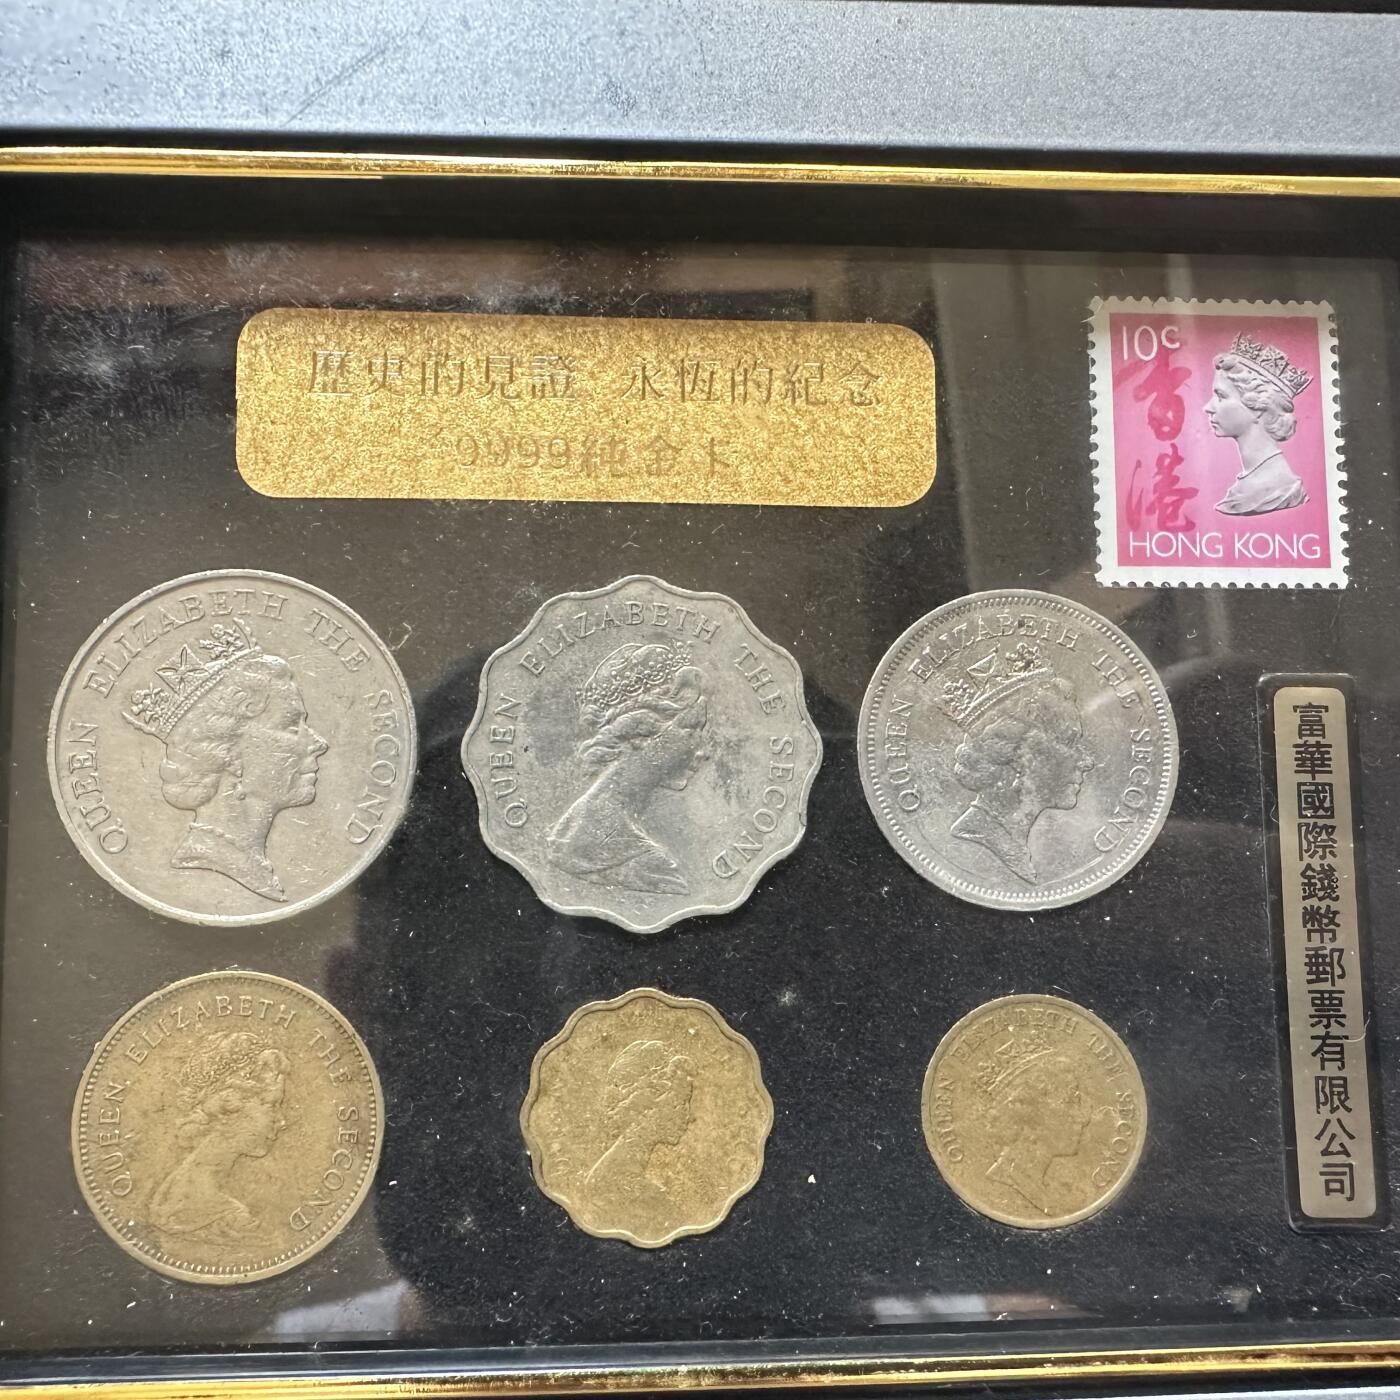 歷史的見證 永恆的紀念
9999純金卡
10c
香港
HONG KONG
QUEEN ELIZABETH THE SECOND
QUEEN ELIZABETH THE SECOND
QUEEN ELIZABETH THE SECOND
富華國際錢幣郵票有限公司
QUEEN ELIZABETH THE SECOND
QUEEN ELIZABETH THE SECOND